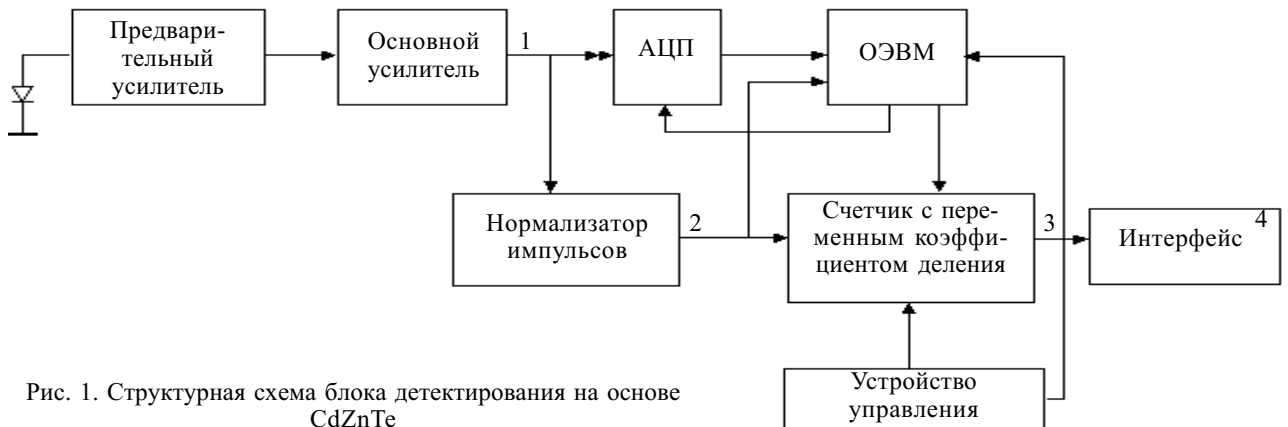 Предвари-
тельный
усилитель
Основной
усилитель
1
АЦП
ОЭВМ
Нормализатор
импульсов
2
Счетчик с пере-
менным коэффи-
циентом деления
3
Интерфейс
4
Устройство
управления
Рис. 1. Структурная схема блока детектирования на основе
CdZnTe